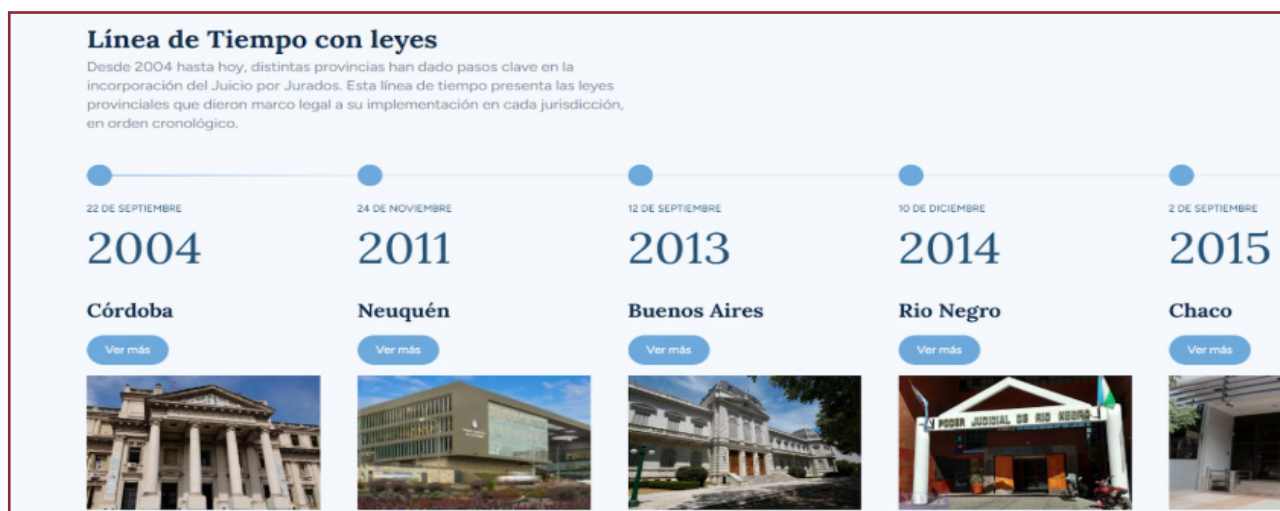 Línea de Tiempo con leyes
Desde 2004 hasta hoy, distintas provincias han dado pasos clave en la
incorporación del Juicio por Jurados. Esta línea de tiempo presenta las leyes
provinciales que dieron marco legal a su implementación en cada jurisdicción,
en orden cronológico.
22 DE SEPTIEMBRE
24 DE NOVIEMBRE
12 DE SEPTIEMBRE
10 DE DICIEMBRE
2 DE SEPTIEMBRE
2004
2011
2013
2014
2015
Córdoba
Neuquén
Buenos Aires
Rio Negro
Chaco
Ver más
Ver más
Ver más
Ver más
Ver más
PODER JUDICIAL DE RIO NEGRO